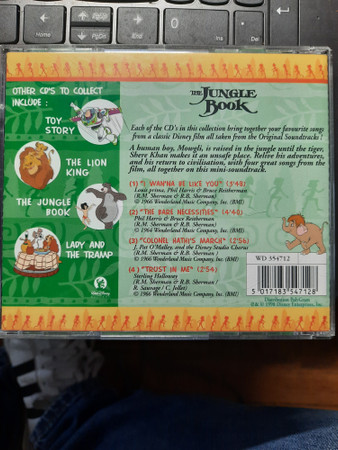 OTHER CD'S TO COLLECT
INCLUDE :
TOY
STORY
THE LION
KING
THE JUNGLE
BOOK
LADY AND
THE TRAMP
THE JUNGLE
BOOK
Each of the CD's in this collection bring together your favourite songs
from a classic Disney film all taken from the Original Soundtracks!
A human boy, Mowgli, is raised in the jungle until the tiger,
Shere Khan makes it an unsafe place. Relive his adventures,
and his return to civilisation, with four great songs from the
film, all together on this mini-soundtrack.
(1) "I WAN'NA BE LIKE YOU" (3'48)
Louis prima, Phil Harris & Bruce Reitherman
(R.M. Sherman & R.B. Sherman)
© 1966 Wonderland Music Company, Inc. (BMI)
(2) "THE BARE NECESSITIES" (4'40)
Phil Harris & Bruce Reitherman
(R.M. Sherman & R.B. Sherman)
© 1964 Wonderland Music Company, Inc. (BMI)
(3) "COLONEL HATHI'S MARCH" (2'56)
J. Pat O'Malley, and the Disney Studio Chorus
(R.M. Sherman & R.B. Sherman)
© 1966 Wonderland Music Company, Inc. (BMI)
(4) "TRUST IN ME" (2'54)
Sterling Holloway
(R.M. Sherman & R.B. Sherman/
© 1966 Wonderland Music Company, Inc. (BMI)
WD 354712
5 017183 547128